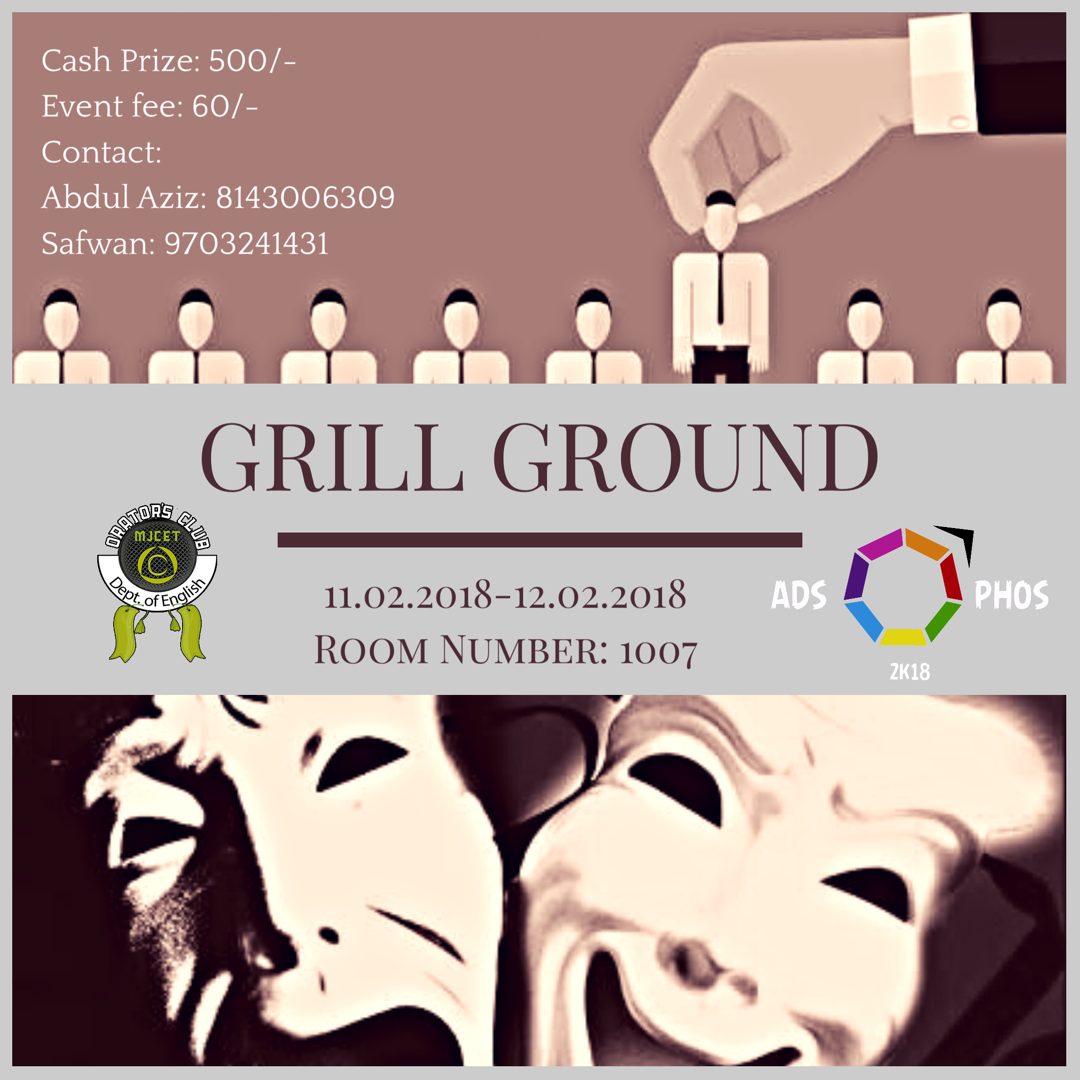 Cash Prize: 500/-
Event fee: 60/-
Contact:
Abdul Aziz: 8143006309
Safwan: 9703241431
GRILL GROUND
ORATOR'S CLUB
MJCET
Dept. of English
11.02.2018-12.02.2018
Room Number: 1007
ADS PHOS
2K18